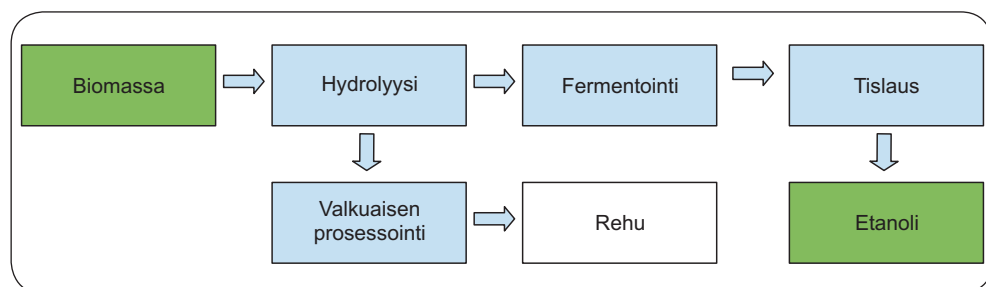 Biomassa
Hydrolyysi
Fermentointi
Tislaus
Valkuaisen
prosessointi
Rehu
Etanoli